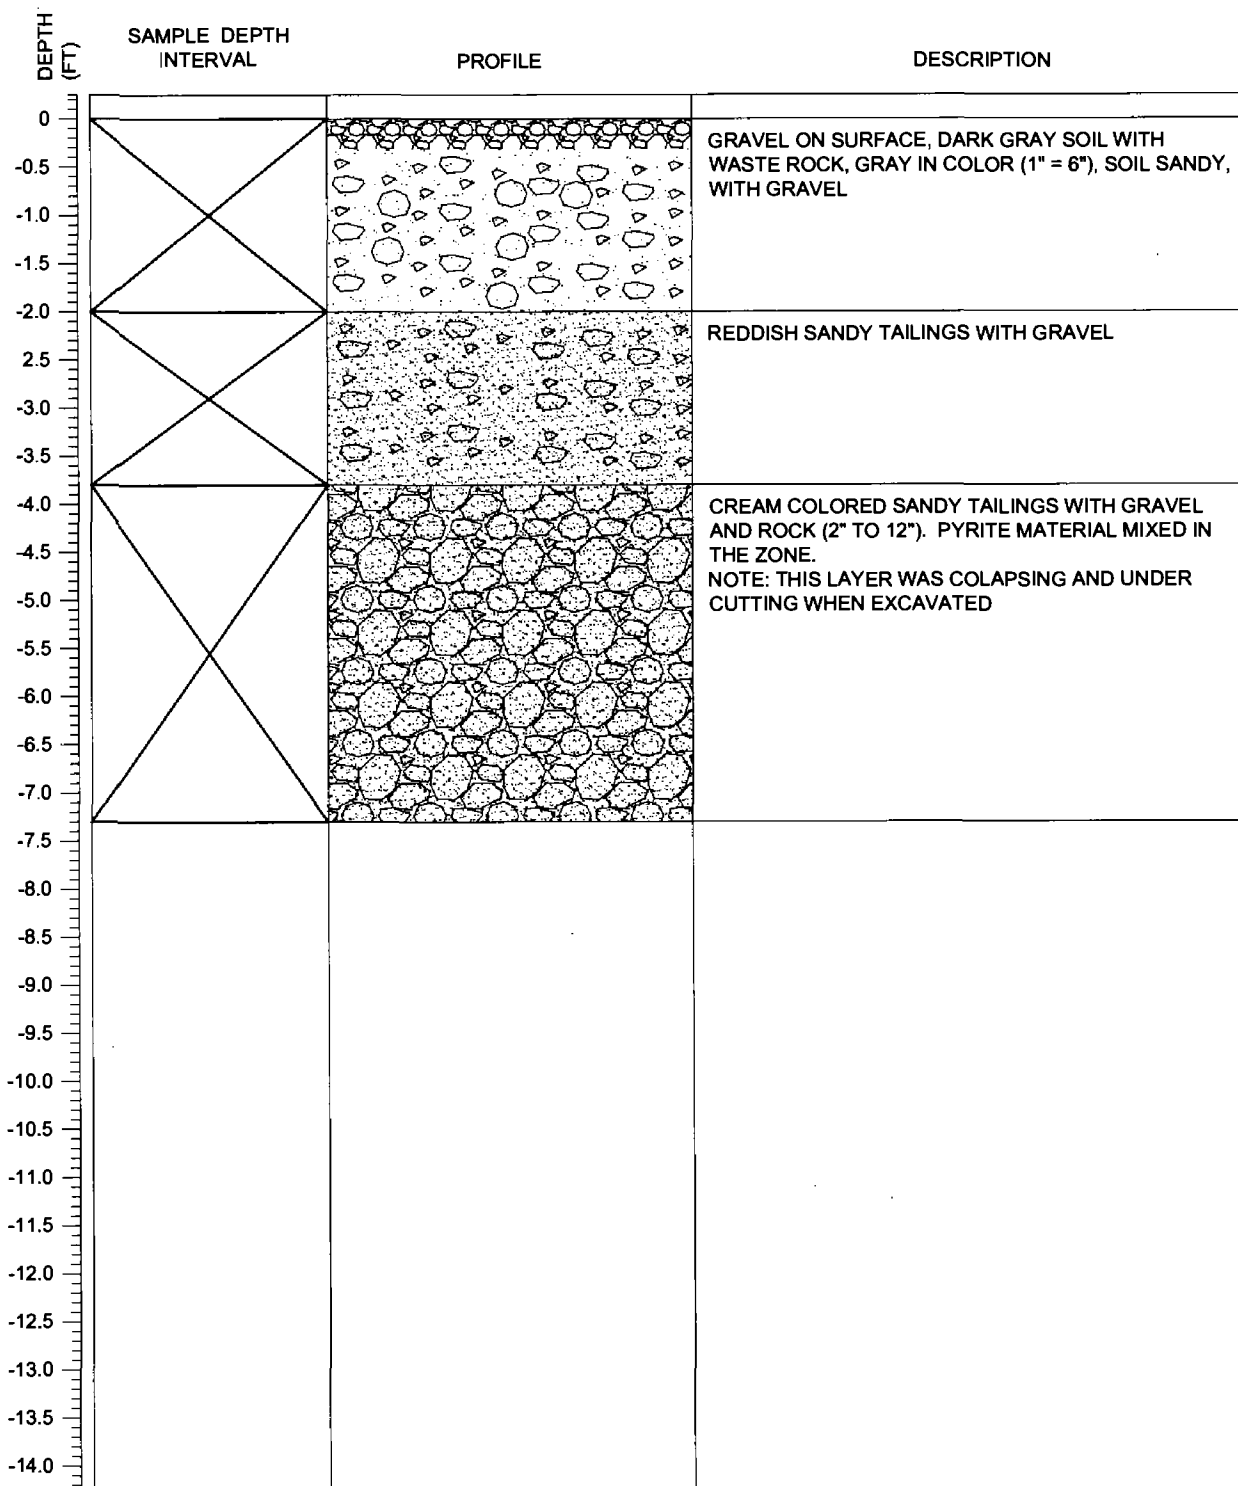 DEPTH
(FT)
SAMPLE DEPTH
INTERVAL
PROFILE
DESCRIPTION
0
-0.5
-1.0
-1.5
-2.0
2.5
-3.0
-3.5
-4.0
-4.5
-5.0
-5.5
-6.0
-6.5
-7.0
-7.5
-8.0
-8.5
-9.0
-9.5
-10.0
-10.5
-11.0
-11.5
-12.0
-12.5
-13.0
-13.5
-14.0
GRAVEL ON SURFACE, DARK GRAY SOIL WITH
WASTE ROCK, GRAY IN COLOR (1" = 6"), SOIL SANDY,
WITH GRAVEL
REDDISH SANDY TAILINGS WITH GRAVEL
CREAM COLORED SANDY TAILINGS WITH GRAVEL
AND ROCK (2" TO 12"). PYRITE MATERIAL MIXED IN
THE ZONE.
NOTE: THIS LAYER WAS COLAPSING AND UNDER
CUTTING WHEN EXCAVATED